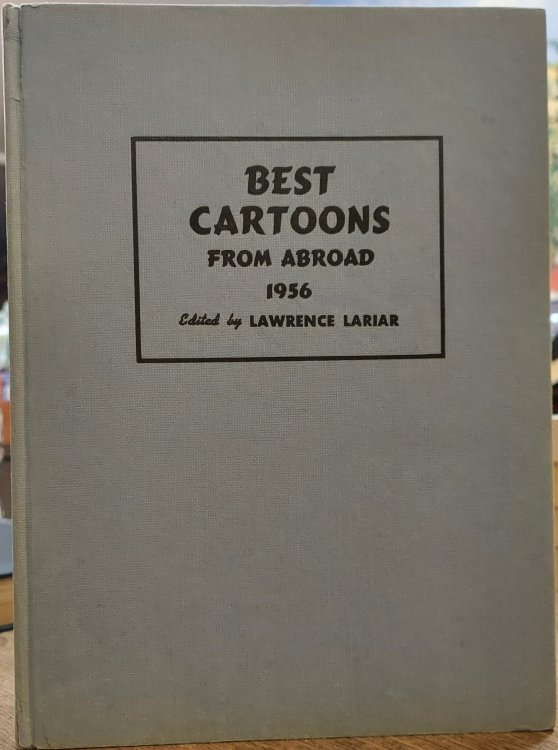 BEST
CARTOONS
FROM ABROAD
1956
Edited by LAWRENCE LARIAR